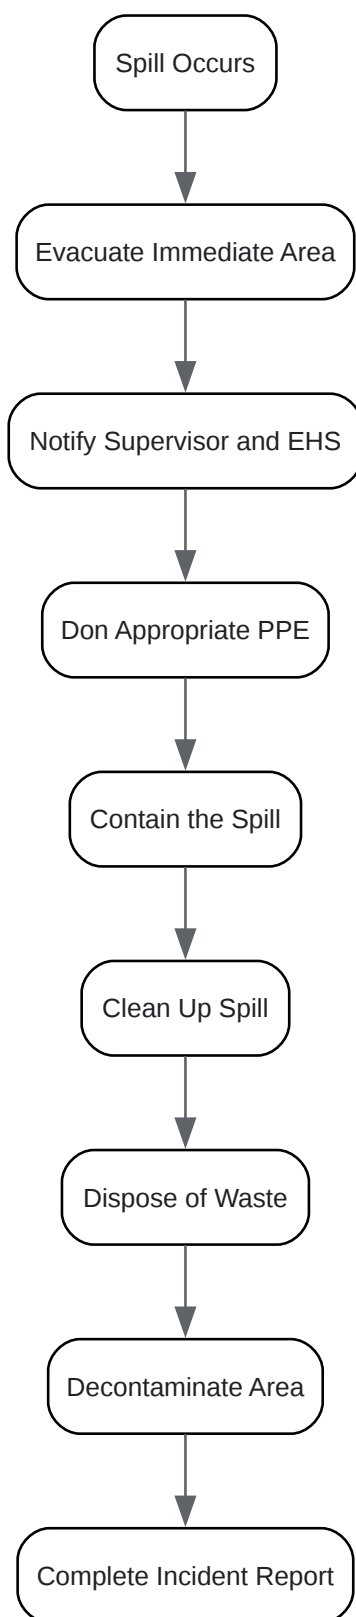 Spill Occurs
Evacuate Immediate Area
Notify Supervisor and EHS
Don Appropriate PPE
Contain the Spill
Clean Up Spill
Dispose of Waste
Decontaminate Area
Complete Incident Report